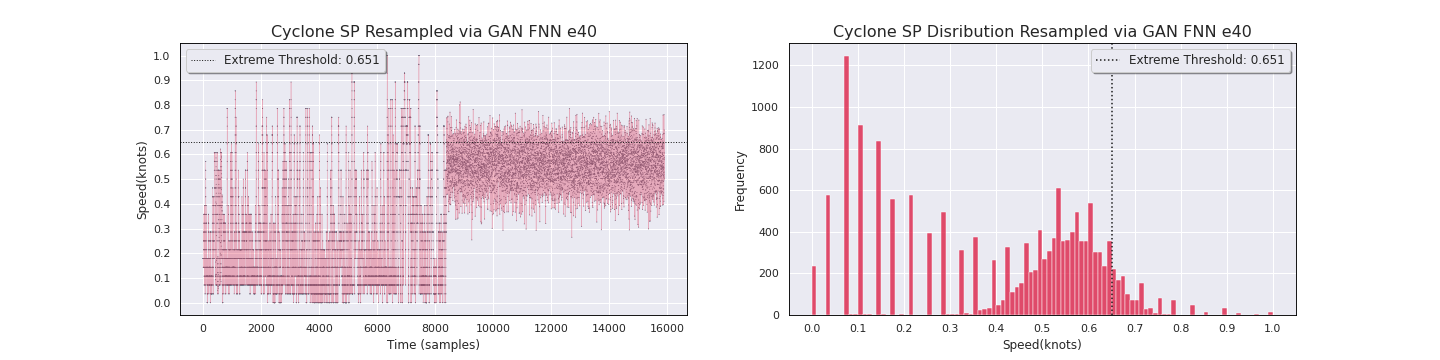 Cyclone SP Resampled via GAN FNN e40
Extreme Threshold: 0.651
1.0
0.9
0.8
0.7
0.6
0.5
0.4
0.3
0.2
0.1
0.0
Speed(knots)
0 2000 4000 6000 8000 10000 12000 14000 16000
Time (samples)
Cyclone SP Disribution Resampled via GAN FNN e40
Extreme Threshold: 0.651
1200
1000
800
600
400
200
0
Frequency
0.0 0.1 0.2 0.3 0.4 0.5 0.6 0.7 0.8 0.9 1.0
Speed(knots)